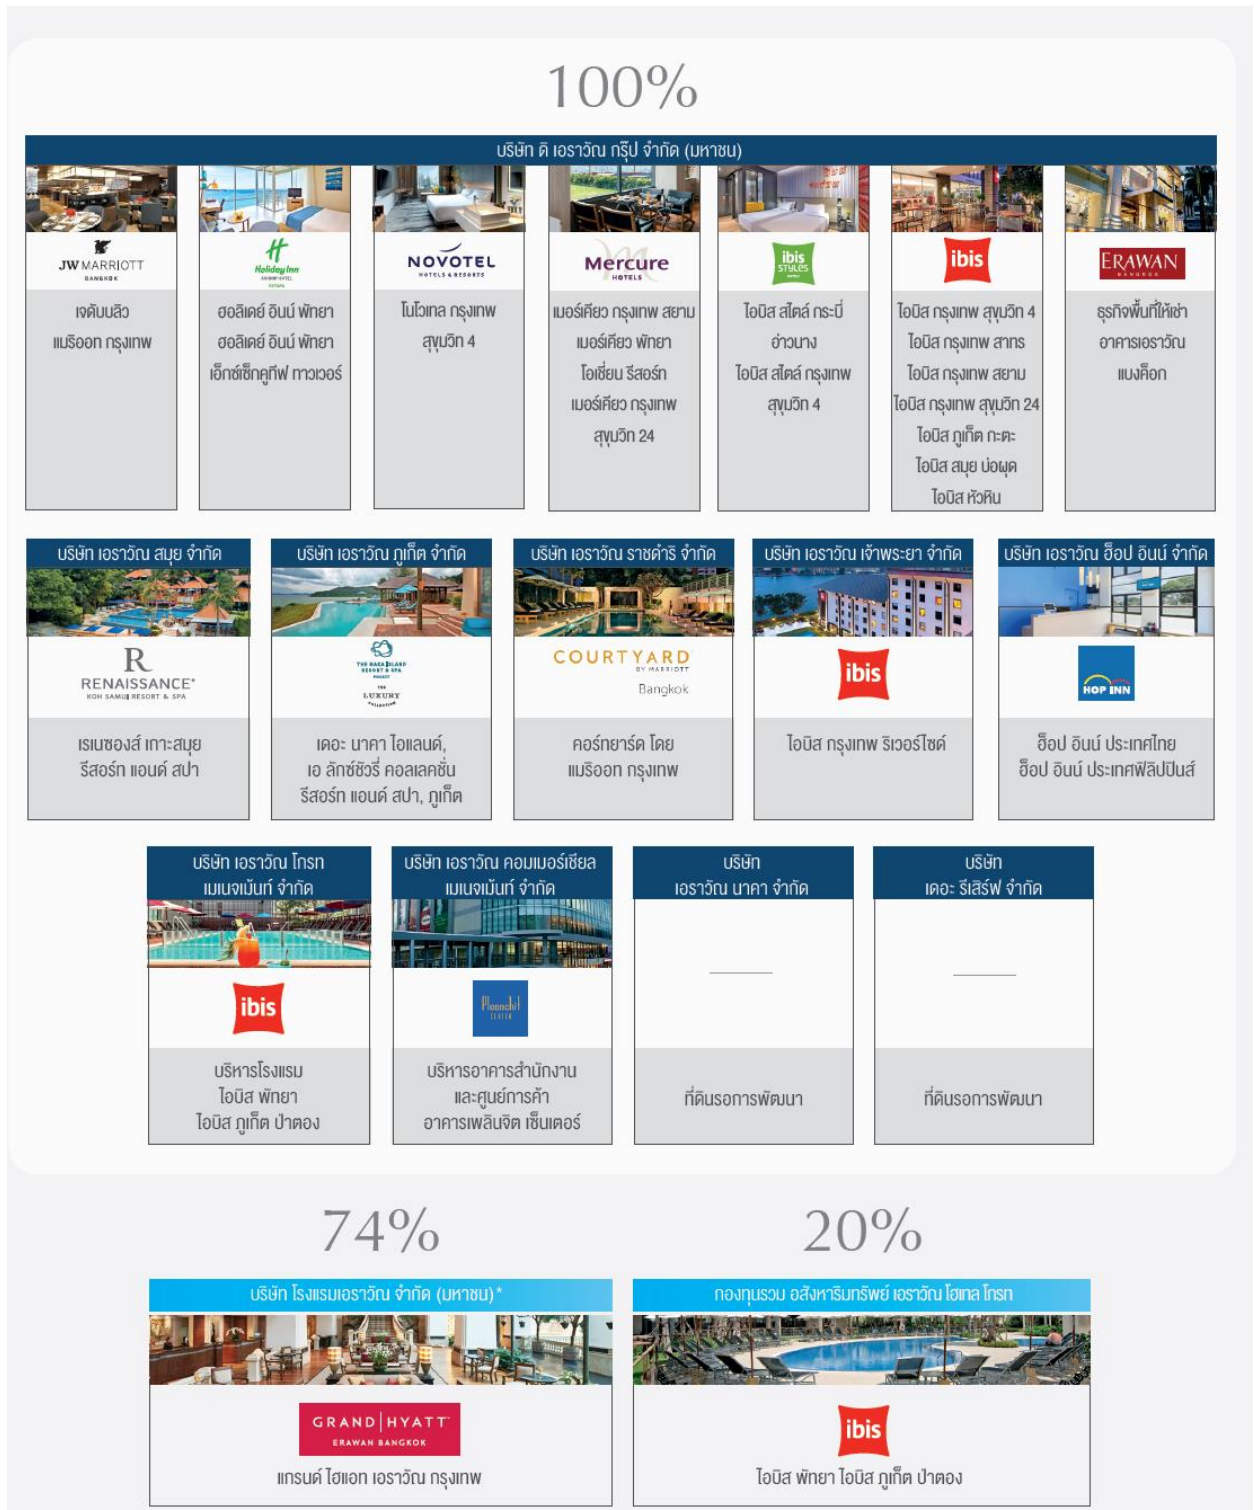 100%
บริษัท ดิ เอราวัณ กรุ๊ป จำกัด (มหาชน)
JW MARRIOTT
BANGKOK
เจดับบลิว
แมริออท กรุงเทพ
Holiday Inn
ฮอลิเดย์ อินน์ พัทยา
ฮอลิเดย์ อินน์ พัทยา
เอ็กซ์เซ็กคูทีฟ ทาวเวอร์
NOVOTEL
HOTELS & RESORTS
โนโวเทล กรุงเทพ
สุขุมวิท 4
Mercure
HOTELS
เมอร์เคียว กรุงเทพ สยาม
เมอร์เคียว พัทยา
โอเชี่ยน รีสอร์ท
เมอร์เคียว กรุงเทพ
สุขุมวิท 24
ibis
STYLES
ไอบิส สไตล์ กระบี่
อ่าวนาง
ไอบิส สไตล์ กรุงเทพ
สุขุมวิท 4
ibis
ไอบิส กรุงเทพ สุขุมวิท 4
ไอบิส กรุงเทพ สาทร
ไอบิส กรุงเทพ สยาม
ไอบิส กรุงเทพ สุขุมวิท 24
ไอบิส ภูเก็ต กะตะ
ไอบิส สมุย บ่อผุด
ไอบิส หัวหิน
ERAWAN
BANGKOK
ธุรกิจพื้นที่ให้เช่า
อาคารเอราวัณ
แบงค็อก
บริษัท เอราวัณ สมุย จำกัด
R
RENAISSANCE*
KOH SAMUI RESORT & SPA
เรเนซองส์ เกาะสมุย
รีสอร์ท แอนด์ สปา
บริษัท เอราวัณ ภูเก็ต จำกัด
THE NAKA ISLAND
RESORT & SPA
PHUKET
THE
LUXURY
COLLECTION
เดอะ นาคา ไอแลนด์,
เอ ลักซ์ชัวรี่ คอลเลคชั่น
รีสอร์ท แอนด์ สปา, ภูเก็ต
บริษัท เอราวัณ ราชดำริ จำกัด
COURTYARD
BY MARRIOTT
Bangkok
คอร์ทยาร์ด โดย
แมริออท กรุงเทพ
บริษัท เอราวัณ เจ้าพระยา จำกัด
ibis
ไอบิส กรุงเทพ ริเวอร์ไซด์
บริษัท เอราวัณ ฮ็อป อินน์ จำกัด
HOP INN
ฮ็อป อินน์ ประเทศไทย
ฮ็อป อินน์ ประเทศฟิลิปปินส์
บริษัท เอราวัณ โกรท
เมเนจเม้นท์ จำกัด
ibis
บริหารโรงแรม
ไอบิส พัทยา
ไอบิส ภูเก็ต ป่าตอง
บริษัท เอราวัณ คอมเมอร์เชียล
เมเนจเม้นท์ จำกัด
Ploenchit
CENTER
บริหารอาคารสำนักงาน
และศูนย์การค้า
อาคารเพลินจิต เซ็นเตอร์
บริษัท
เอราวัณ นาคา จำกัด
ที่ดินรอการพัฒนา
บริษัท
เดอะ รีเสิร์ฟ จำกัด
ที่ดินรอการพัฒนา
74%
บริษัท โรงแรมเอราวัณ จำกัด (มหาชน)*
GRAND HYATT
ERAWAN BANGKOK
แกรนด์ ไฮแอท เอราวัณ กรุงเทพ
20%
กองทุนรวม อสังหาริมทรัพย์ เอราวัณ โฮเทล โกรท
ibis
ไอบิส พัทยา ไอบิส ภูเก็ต ป่าตอง